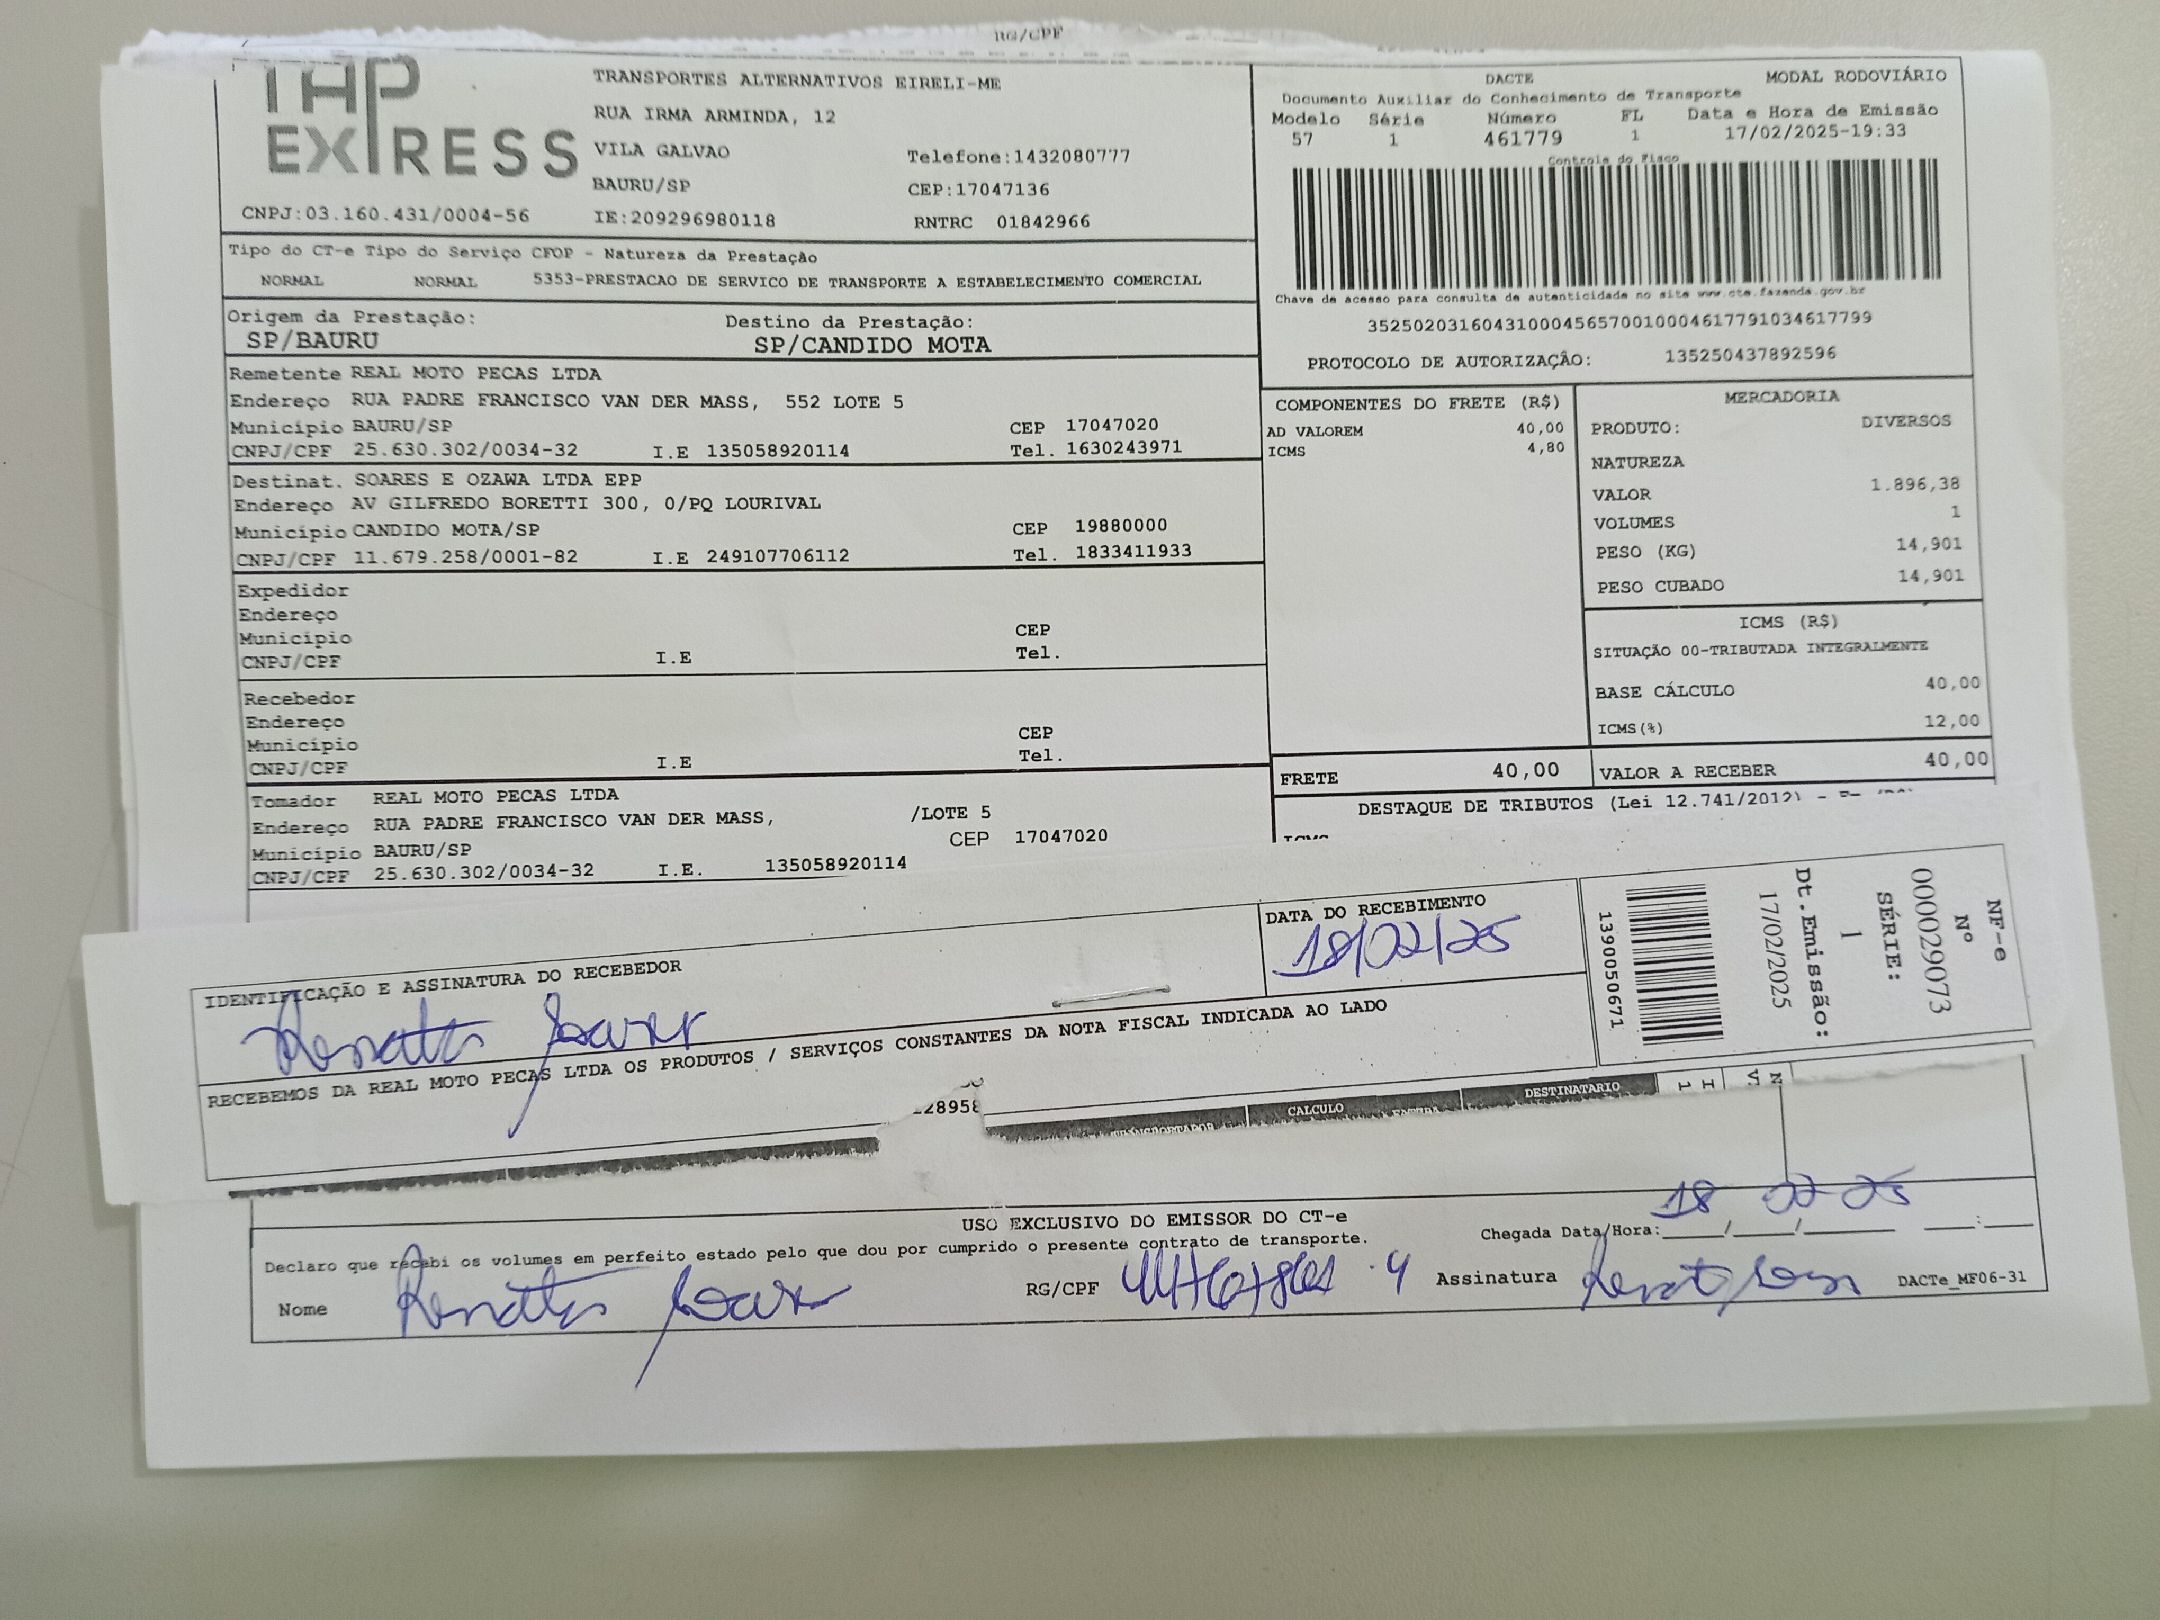 RG/CPF
TAP
EXPRESS
TRANSPORTES ALTERNATIVOS EIRELI-ME
RUA IRMA ARMINDA, 12
VILA GALVAO
Telefone:1432080777
BAURU/SP
CEP:17047136
CNPJ:03.160.431/0004-56
IE:209296980118
RNTRC 01842966
DACTE
MODAL RODOVIÁRIO
Documento Auxiliar do Conhecimento de Transporte
Modelo Série Número FL Data e Hora de Emissão
57 1 461779 1 17/02/2025-19:33
Controle do Fisco
Chave de acesso para consulta de autenticidade no site www.cte.fazenda.gov.br
35250203160431000456570010004617791034617799
PROTOCOLO DE AUTORIZAÇÃO: 135250437892596
Tipo do CT-e Tipo do Serviço CFOP - Natureza da Prestação
NORMAL NORMAL 5353-PRESTACAO DE SERVICO DE TRANSPORTE A ESTABELECIMENTO COMERCIAL
Origem da Prestação: Destino da Prestação:
SP/BAURU SP/CANDIDO MOTA
Remetente REAL MOTO PECAS LTDA
Endereço RUA PADRE FRANCISCO VAN DER MASS, 552 LOTE 5
Município BAURU/SP CEP 17047020
CNPJ/CPF 25.630.302/0034-32 I.E 135058920114 Tel. 1630243971
Destinat. SOARES E OZAWA LTDA EPP
Endereço AV GILFREDO BORETTI 300, 0/PQ LOURIVAL
Município CANDIDO MOTA/SP CEP 19880000
CNPJ/CPF 11.679.258/0001-82 I.E 249107706112 Tel. 1833411933
Expedidor
Endereço
Município CEP
CNPJ/CPF I.E Tel.
Recebedor
Endereço
Município CEP
CNPJ/CPF I.E Tel.
Tomador REAL MOTO PECAS LTDA
Endereço RUA PADRE FRANCISCO VAN DER MASS, /LOTE 5
Município BAURU/SP CEP 17047020
CNPJ/CPF 25.630.302/0034-32 I.E. 135058920114
COMPONENTES DO FRETE (R$)
AD VALOREM 40,00
ICMS 4,80
MERCADORIA
PRODUTO: DIVERSOS
NATUREZA
VALOR 1.896,38
VOLUMES 1
PESO (KG) 14,901
PESO CUBADO 14,901
ICMS (R$)
SITUAÇÃO 00-TRIBUTADA INTEGRALMENTE
BASE CÁLCULO 40,00
ICMS(%) 12,00
FRETE 40,00
VALOR A RECEBER 40,00
DESTAQUE DE TRIBUTOS (Lei 12.741/2012) -
ICMS
IDENTIFICAÇÃO E ASSINATURA DO RECEBEDOR
Renata Soares
DATA DO RECEBIMENTO
18/02/25
RECEBEMOS DA REAL MOTO PECAS LTDA OS PRODUTOS / SERVIÇOS CONSTANTES DA NOTA FISCAL INDICADA AO LADO
1390050671
NF-e
Nº
000029073
SÉRIE:
1
Dt.Emissão:
17/02/2025
28958
CALCULO
DESTINATARIO
USO EXCLUSIVO DO EMISSOR DO CT-e
Declaro que recebi os volumes em perfeito estado pelo que dou por cumprido o presente contrato de transporte.
Chegada Data/Hora: 18 / 02 / 25 :
Nome Renata Soares
RG/CPF
Assinatura Renata Soares
DACTe_MF06-31